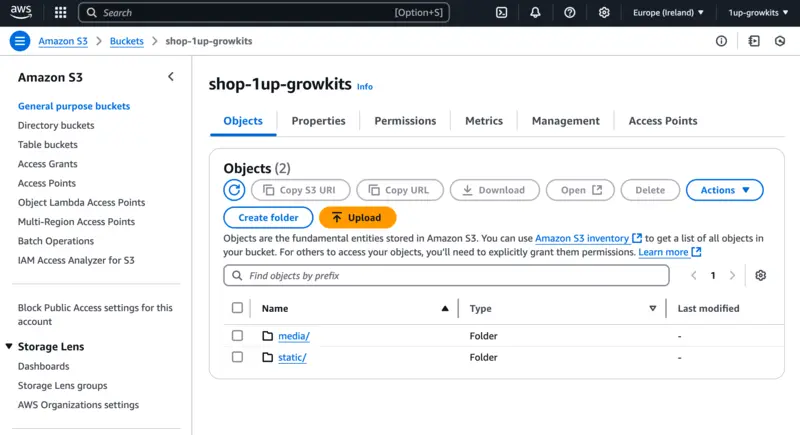 aws
Search
[Option+S]
Europe (Ireland)
1up-growkits
Amazon S3
Buckets
shop-1up-growkits
Amazon S3
General purpose buckets
Directory buckets
Table buckets
Access Grants
Access Points
Object Lambda Access Points
Multi-Region Access Points
Batch Operations
IAM Access Analyzer for S3
Block Public Access settings for this
account
Storage Lens
Dashboards
Storage Lens groups
AWS Organizations settings
shop-1up-growkits Info
Objects
Properties
Permissions
Metrics
Management
Access Points
Objects (2)
Copy S3 URI
Copy URL
Download
Open
Delete
Actions
Create folder
Upload
Objects are the fundamental entities stored in Amazon S3. You can use Amazon S3 inventory to get a list of all objects in
your bucket. For others to access your objects, you'll need to explicitly grant them permissions. Learn more
Find objects by prefix
1
Name
Type
Last modified
media/
Folder
-
static/
Folder
-